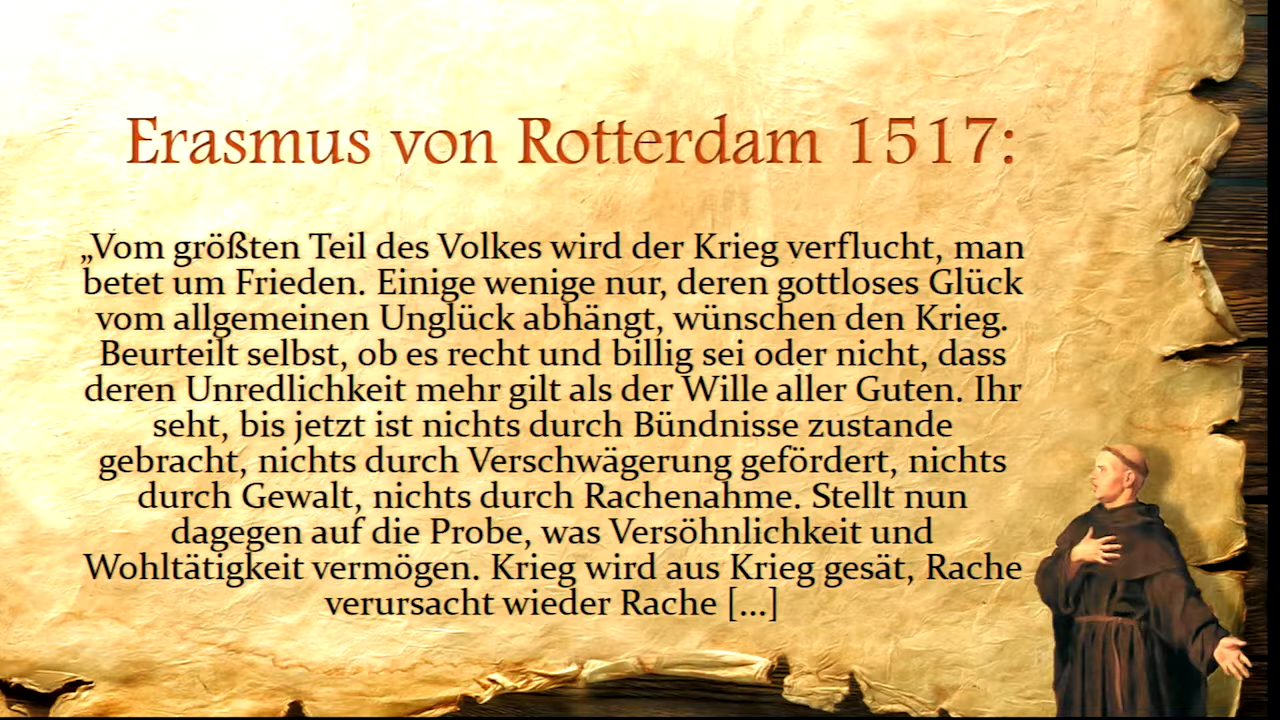 Erasmus von Rotterdam 1517:
„Vom größten Teil des Volkes wird der Krieg verflucht, man
betet um Frieden. Einige wenige nur, deren gottloses Glück
vom allgemeinen Unglück abhängt, wünschen den Krieg.
Beurteilt selbst, ob es recht und billig sei oder nicht, dass
deren Unredlichkeit mehr gilt als der Wille aller Guten. Ihr
seht, bis jetzt ist nichts durch Bündnisse zustande
gebracht, nichts durch Verschwägerung gefördert, nichts
durch Gewalt, nichts durch Rachenahme. Stellt nun
dagegen auf die Probe, was Versöhnlichkeit und
Wohltätigkeit vermögen. Krieg wird aus Krieg gesät, Rache
verursacht wieder Rache [...]